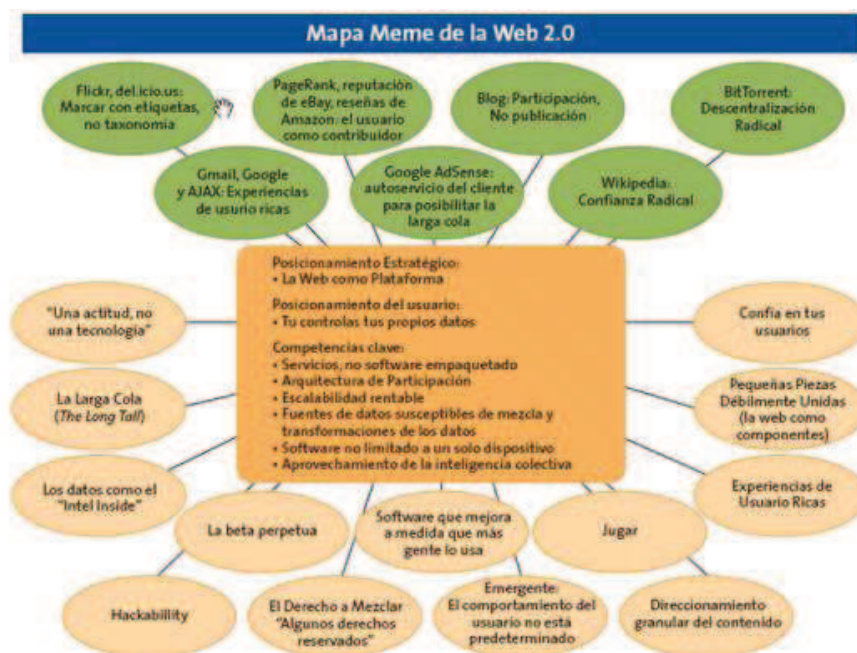 Mapa Meme de la Web 2.0
Flickr, del.icio.us:
Marcar con etiquetas,
no taxonomia
PageRank, reputación
de eBay, reseñas de
Amazon: el usuario
como contribuidor
Blog: Participación,
No publicación
BitTorrent:
Descentralización
Radical
Gmail, Google
y AJAX: Experiencias
de usurio ricas
Google AdSense:
autoservicio del cliente
para posibilitar la
larga cola
Wikipedia:
Confianza Radical
Posicionamiento Estratégico:
• La Web como Plataforma
Posicionamiento del usuario:
• Tu controlas tus propios datos
Competencias clave:
• Servicios, no software empaquetado
• Arquitectura de Participación
• Escalabilidad rentable
• Fuentes de datos susceptibles de mezcla y
transformaciones de los datos
• Software no limitado a un solo dispositivo
• Aprovechamiento de la inteligencia colectiva
"Una actitud, no
una tecnología"
La Larga Cola
(The Long Tall)
Los datos como el
"Intel Inside"
Confia en tus
usuarios
Pequeñas Piezas
Débilmente Unidas
(la web como
componentes)
Experiencias de
Usuario Ricas
La beta perpetua
Software que mejora
a medida que más
gente lo usa
Jugar
Hackabillity
El Derecho a Mezclar
"Algunos derechos
reservados"
Emergente:
El comportamiento del
usuario no está
predeterminado
Direccionamiento
granular del contenido